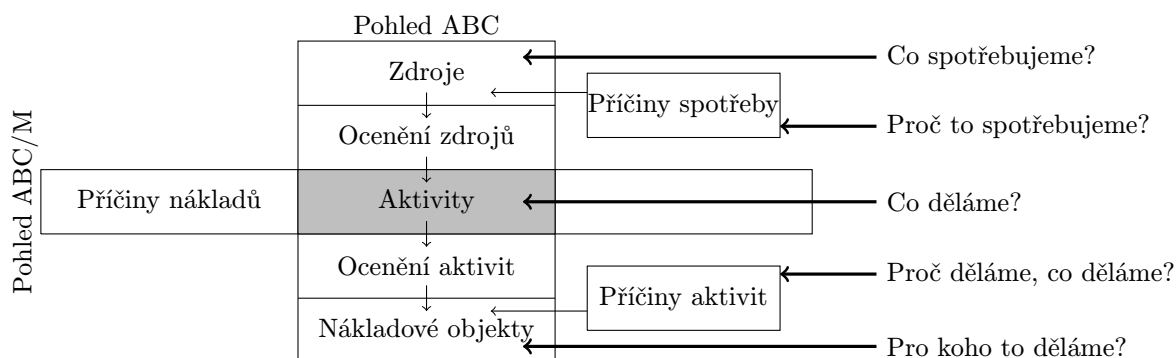 Pohled ABC
Co spotřebujeme?
Zdroje
Příčiny spotřeby
Proč to spotřebujeme?
Ocenění zdrojů
Pohled ABC/M
Příčiny nákladů
Aktivity
Co děláme?
Ocenění aktivit
Proč děláme, co děláme?
Příčiny aktivit
Nákladové objekty
Pro koho to děláme?